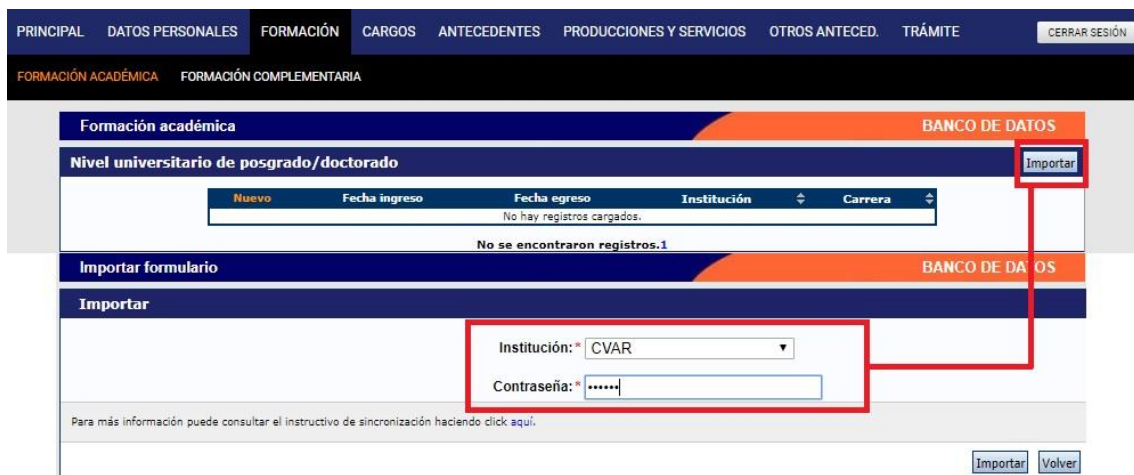 PRINCIPAL DATOS PERSONALES FORMACIÓN CARGOS ANTECEDENTES PRODUCCIONES Y SERVICIOS OTROS ANTECED. TRÁMITE CERRAR SESIÓN
FORMACIÓN ACADÉMICA FORMACIÓN COMPLEMENTARIA
Formación académica BANCO DE DATOS
Nivel universitario de posgrado/doctorado Importar
Nuevo Fecha ingreso Fecha egreso Institución Carrera
No hay registros cargados.
No se encontraron registros.1
Importar formulario BANCO DE DATOS
Importar
Institución:* CVAR
Contraseña:* ••••••
Para más información puede consultar el instructivo de sincronización haciendo click aquí.
Importar Volver